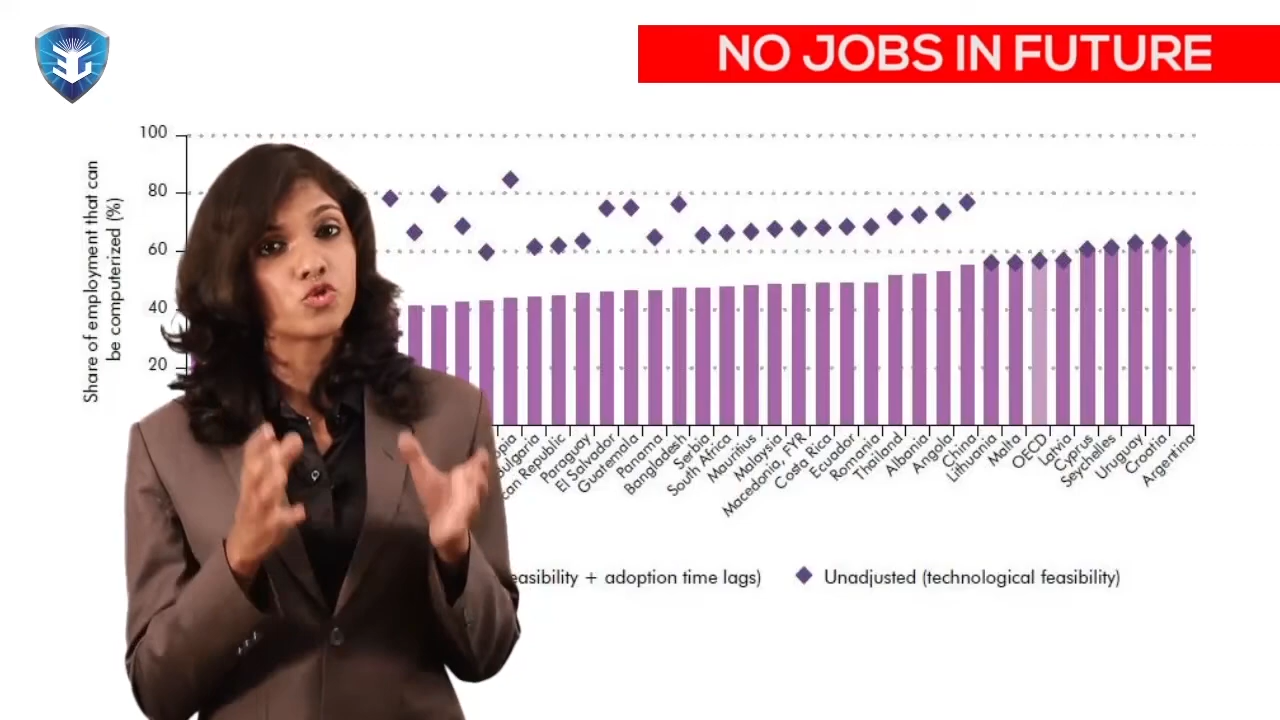 NO JOBS IN FUTURE
Share of employment that can
be computerized (%)
100
80
60
40
20
Paraguay
El Salvador
Guatemala
Panama
Bangladesh
Serbia
South Africa
Mauritius
Malaysia
Macedonia, FYR
Costa Rica
Ecuador
Romania
Thailand
Albania
Angola
China
Lithuania
Malta
OECD
Latvia
Cyprus
Seychelles
Uruguay
Croatia
Argentina
easibility + adoption time lags)
Unadjusted (technological feasibility)